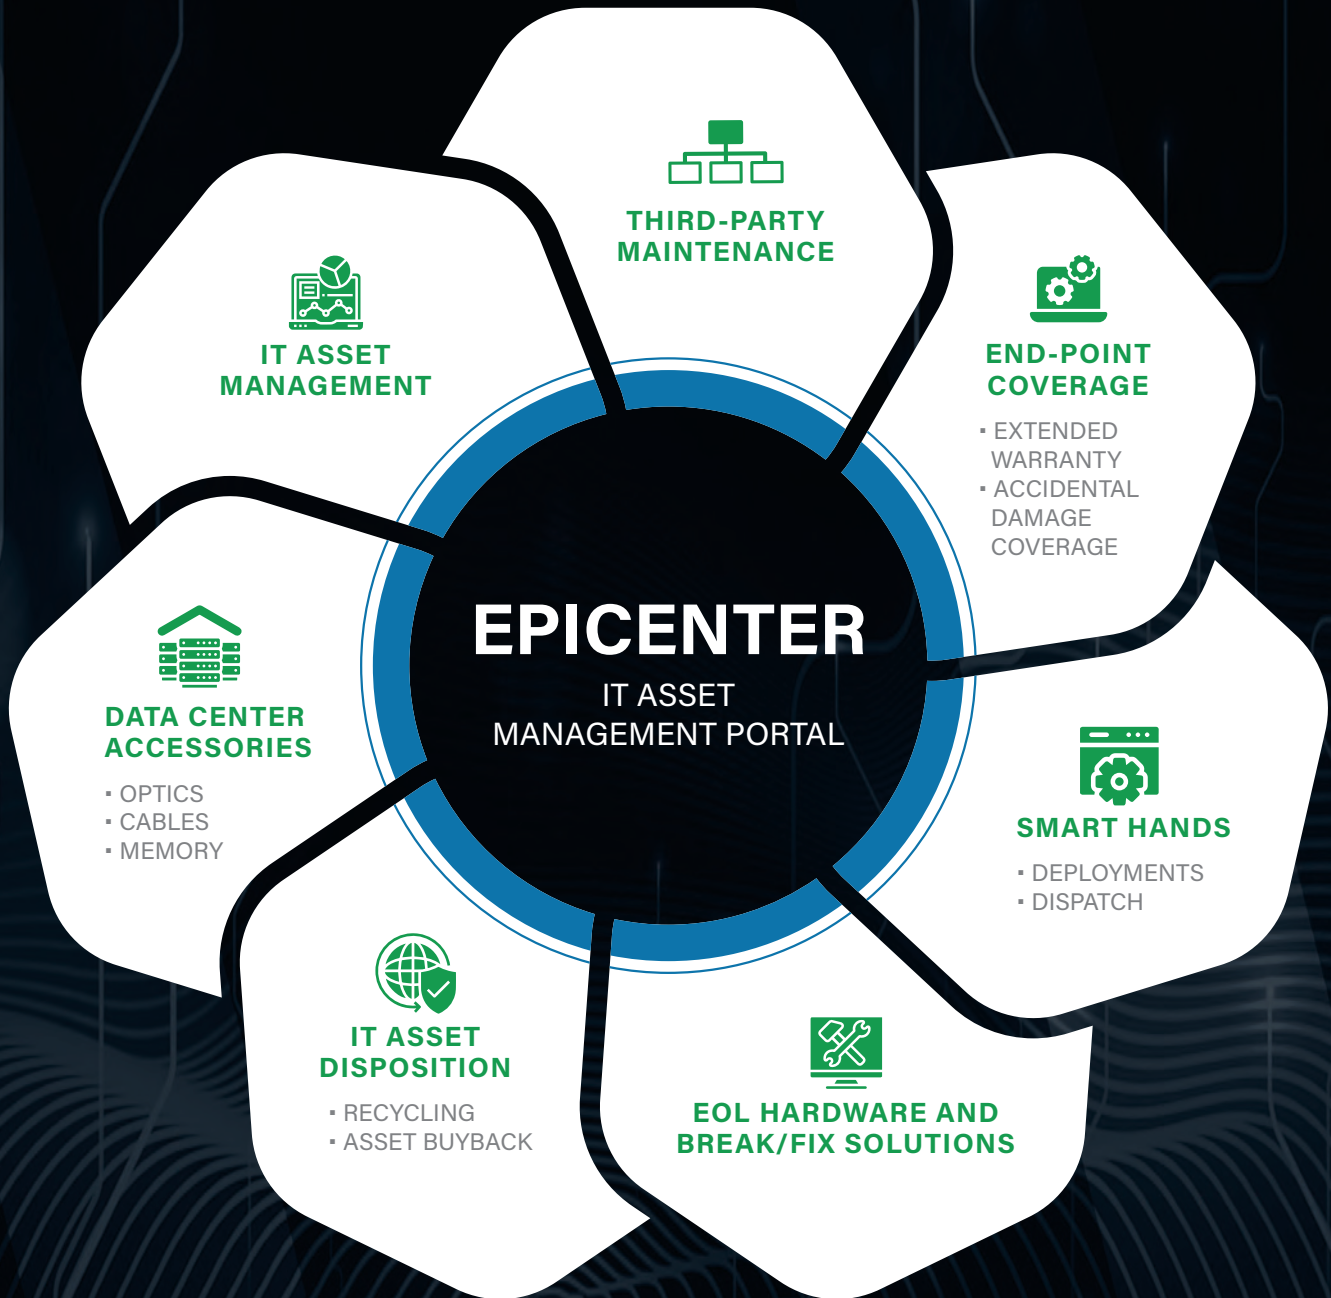 THIRD-PARTY
MAINTENANCE
END-POINT
COVERAGE
▪ EXTENDED
WARRANTY
▪ ACCIDENTAL
DAMAGE
COVERAGE
SMART HANDS
▪ DEPLOYMENTS
▪ DISPATCH
EOL HARDWARE AND
BREAK/FIX SOLUTIONS
IT ASSET
DISPOSITION
▪ RECYCLING
▪ ASSET BUYBACK
DATA CENTER
ACCESSORIES
▪ OPTICS
▪ CABLES
▪ MEMORY
IT ASSET
MANAGEMENT
EPICENTER
IT ASSET
MANAGEMENT PORTAL